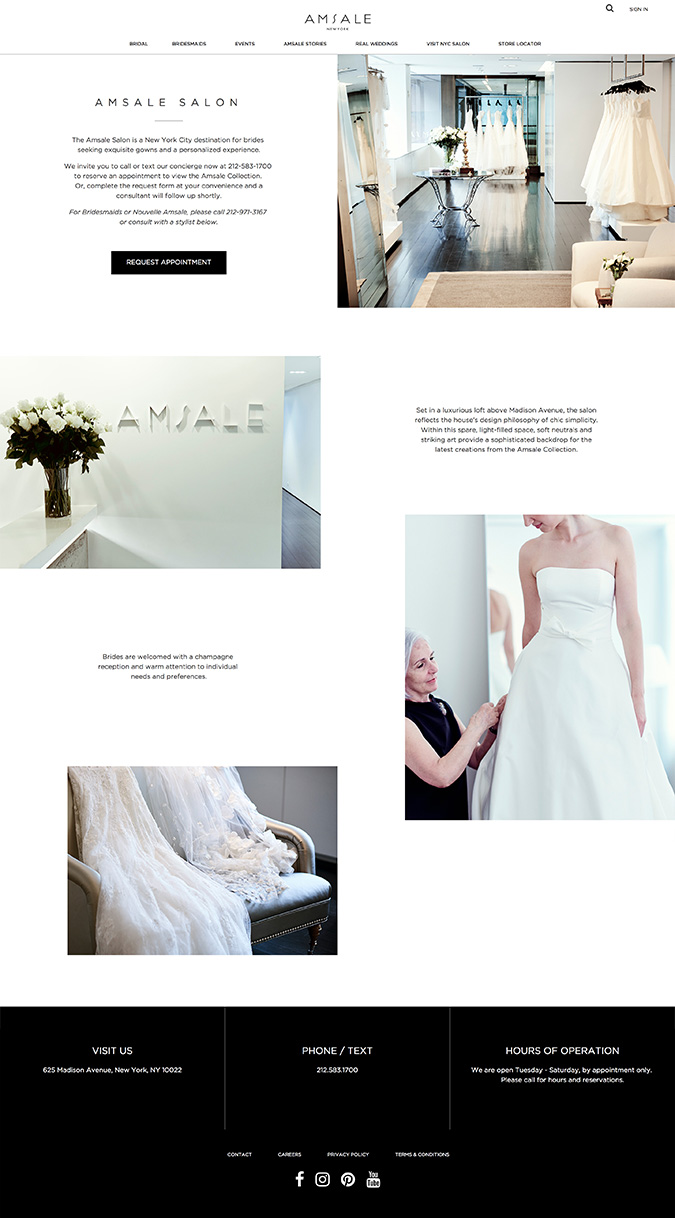 AMSALE
NEW YORK
SIGN IN
BRIDAL BRIDESMAIDS EVENTS AMSALE STORIES REAL WEDDINGS VISIT NYC SALON STORE LOCATOR
AMSALE SALON
The Amsale Salon is a New York City destination for brides
seeking exquisite gowns and a personalized experience.
We invite you to call or text our concierge now at 212-583-1700
to reserve an appointment to view the Amsale Collection.
Or, complete the request form at your convenience and a
consultant will follow up shortly.
For Bridesmaids or Nouvelle Amsale, please call 212-971-3167
or consult with a stylist below.
REQUEST APPOINTMENT
AMSALE
Set in a luxurious loft above Madison Avenue, the salon
reflects the house's design philosophy of chic simplicity.
Within this spare, light-filled space, soft neutrals and
striking art provide a sophisticated backdrop for the
latest creations from the Amsale Collection.
Brides are welcomed with a champagne
reception and warm attention to individual
needs and preferences.
VISIT US
625 Madison Avenue, New York, NY 10022
PHONE / TEXT
212.583.1700
HOURS OF OPERATION
We are open Tuesday - Saturday, by appointment only.
Please call for hours and reservations.
CONTACT CAREERS PRIVACY POLICY TERMS & CONDITIONS
You Tube